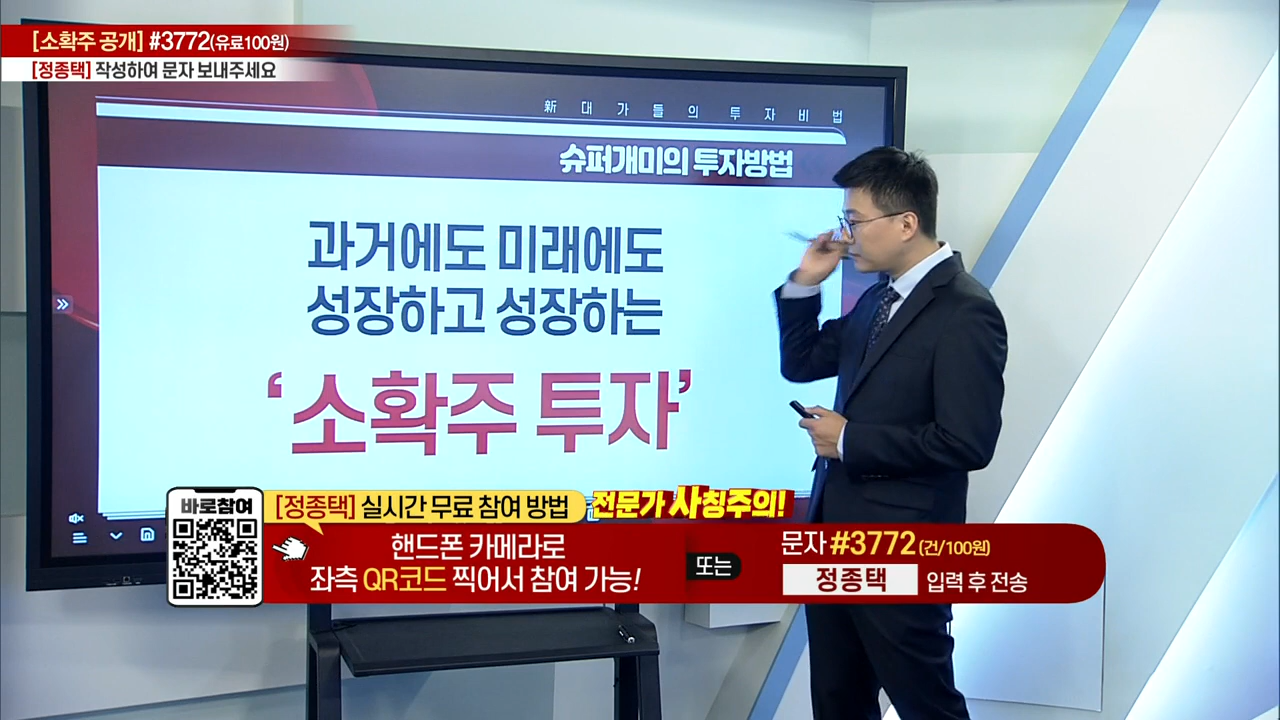 [소확주 공개] #3772(유료100원)
[정종택] 작성하여 문자 보내주세요
新대가들의 투자비법
슈퍼개미의 투자방법
과거에도 미래에도
성장하고 성장하는
‘소확주 투자’
바로참여
[정종택] 실시간 무료 참여 방법
전문가 사칭주의!
핸드폰 카메라로
좌측 QR코드 찍어서 참여 가능!
또는
문자 #3772 (건/100원)
정종택 입력 후 전송